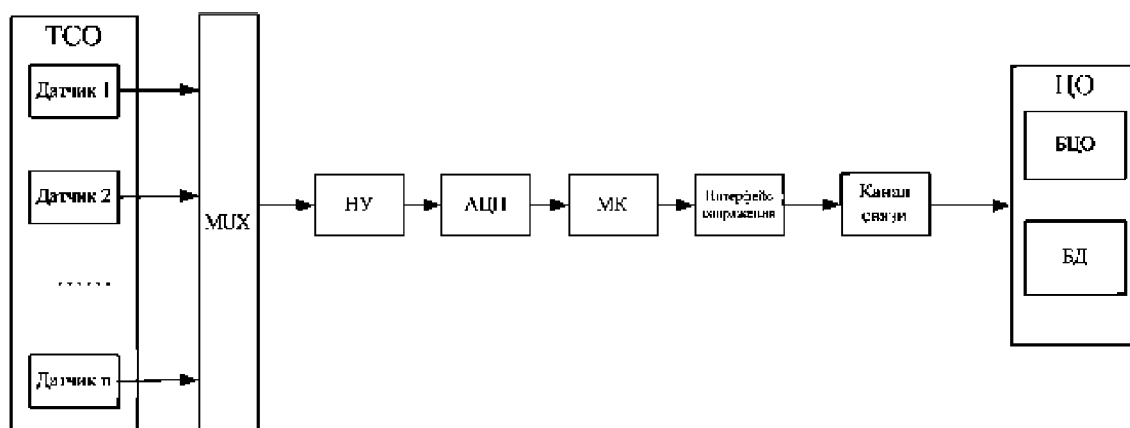 ТСО
Датчик 1
Датчик 2
......
Датчик n
MUX
НУ
АЦП
МК
Интерфейс
сопряжения
Канал
связи
ЦО
БЦО
БД